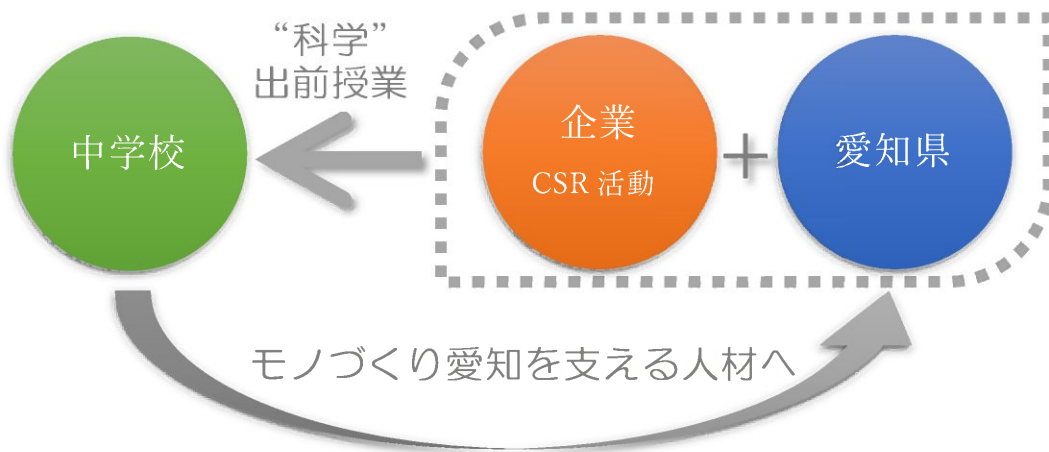 “科学”
出前授業
中学校
企業
CSR 活動
+
愛知県
モノづくり愛知を支える人材へ